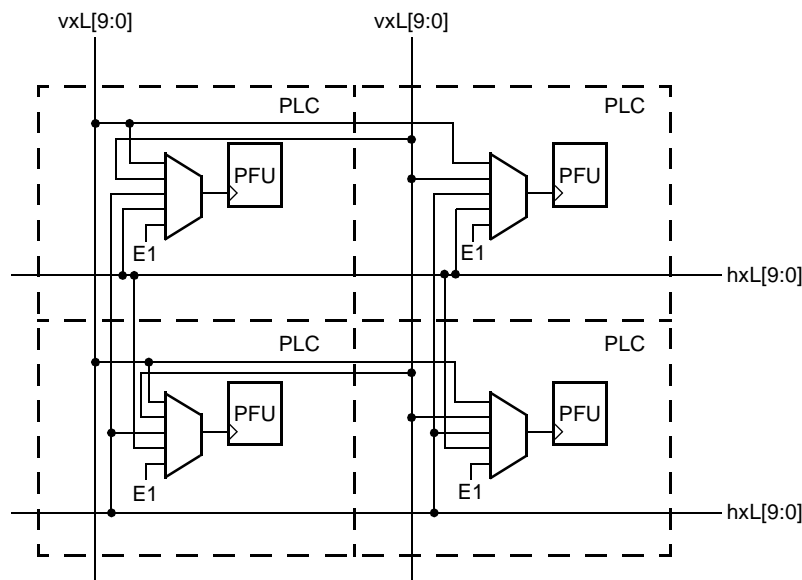 vxL[9:0] vxL[9:0]
PLC PLC
PFU PFU
E1 E1
hxL[9:0]
PLC PLC
PFU PFU
E1 E1
hxL[9:0]